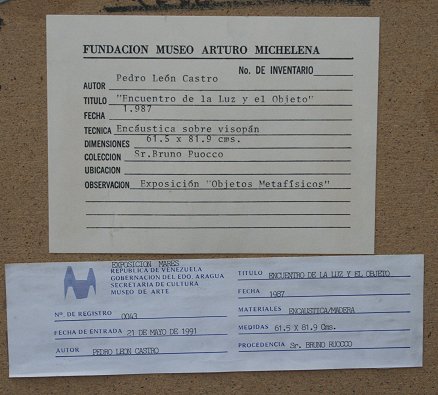 FUNDACION MUSEO ARTURO MICHELENA
No. DE INVENTARIO
AUTOR Pedro León Castro
TITULO "Encuentro de la Luz y el Objeto"
FECHA 1.987
TECNICA Encáustica sobre visopán
DIMENSIONES 61.5 x 81.9 cms.
COLECCION Sr.Bruno Puocco
UBICACION
OBSERVACION Exposición "Objetos Metafísicos"
EXPOSICION MARES
REPUBLICA DE VENEZUELA
GOBERNACION DEL EDO. ARAGUA
SECRETARIA DE CULTURA
MUSEO DE ARTE
Nº. DE REGISTRO 0043
FECHA DE ENTRADA 21 DE MAYO DE 1991
AUTOR PEDRO LEON CASTRO
TITULO ENCUENTRO DE LA LUZ Y EL OBJETO
FECHA 1987
MATERIALES ENCAUSTICA/MADERA
MEDIDAS 61.5 X 81.9 Cms.
PROCEDENCIA Sr. BRUNO RUOCCO